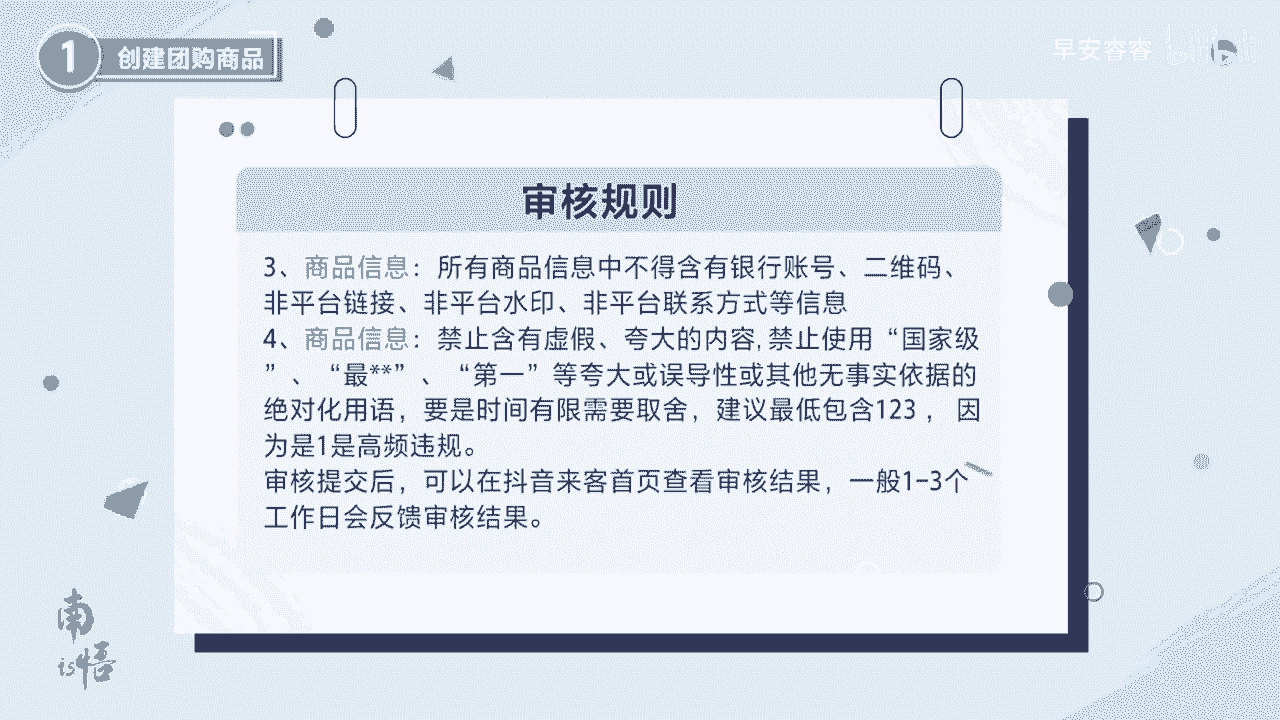 1 创建团购商品
早安睿睿 bilibili
审核规则
3、商品信息：所有商品信息中不得含有银行账号、二维码、
非平台链接、非平台水印、非平台联系方式等信息
4、商品信息：禁止含有虚假、夸大的内容,禁止使用“国家级
”、“最**”、“第一”等夸大或误导性或其他无事实依据的
绝对化用语，要是时间有限需要取舍，建议最低包含123，因
为是1是高频违规。
审核提交后，可以在抖音来客首页查看审核结果，一般1-3个
工作日会反馈审核结果。
南
is悟